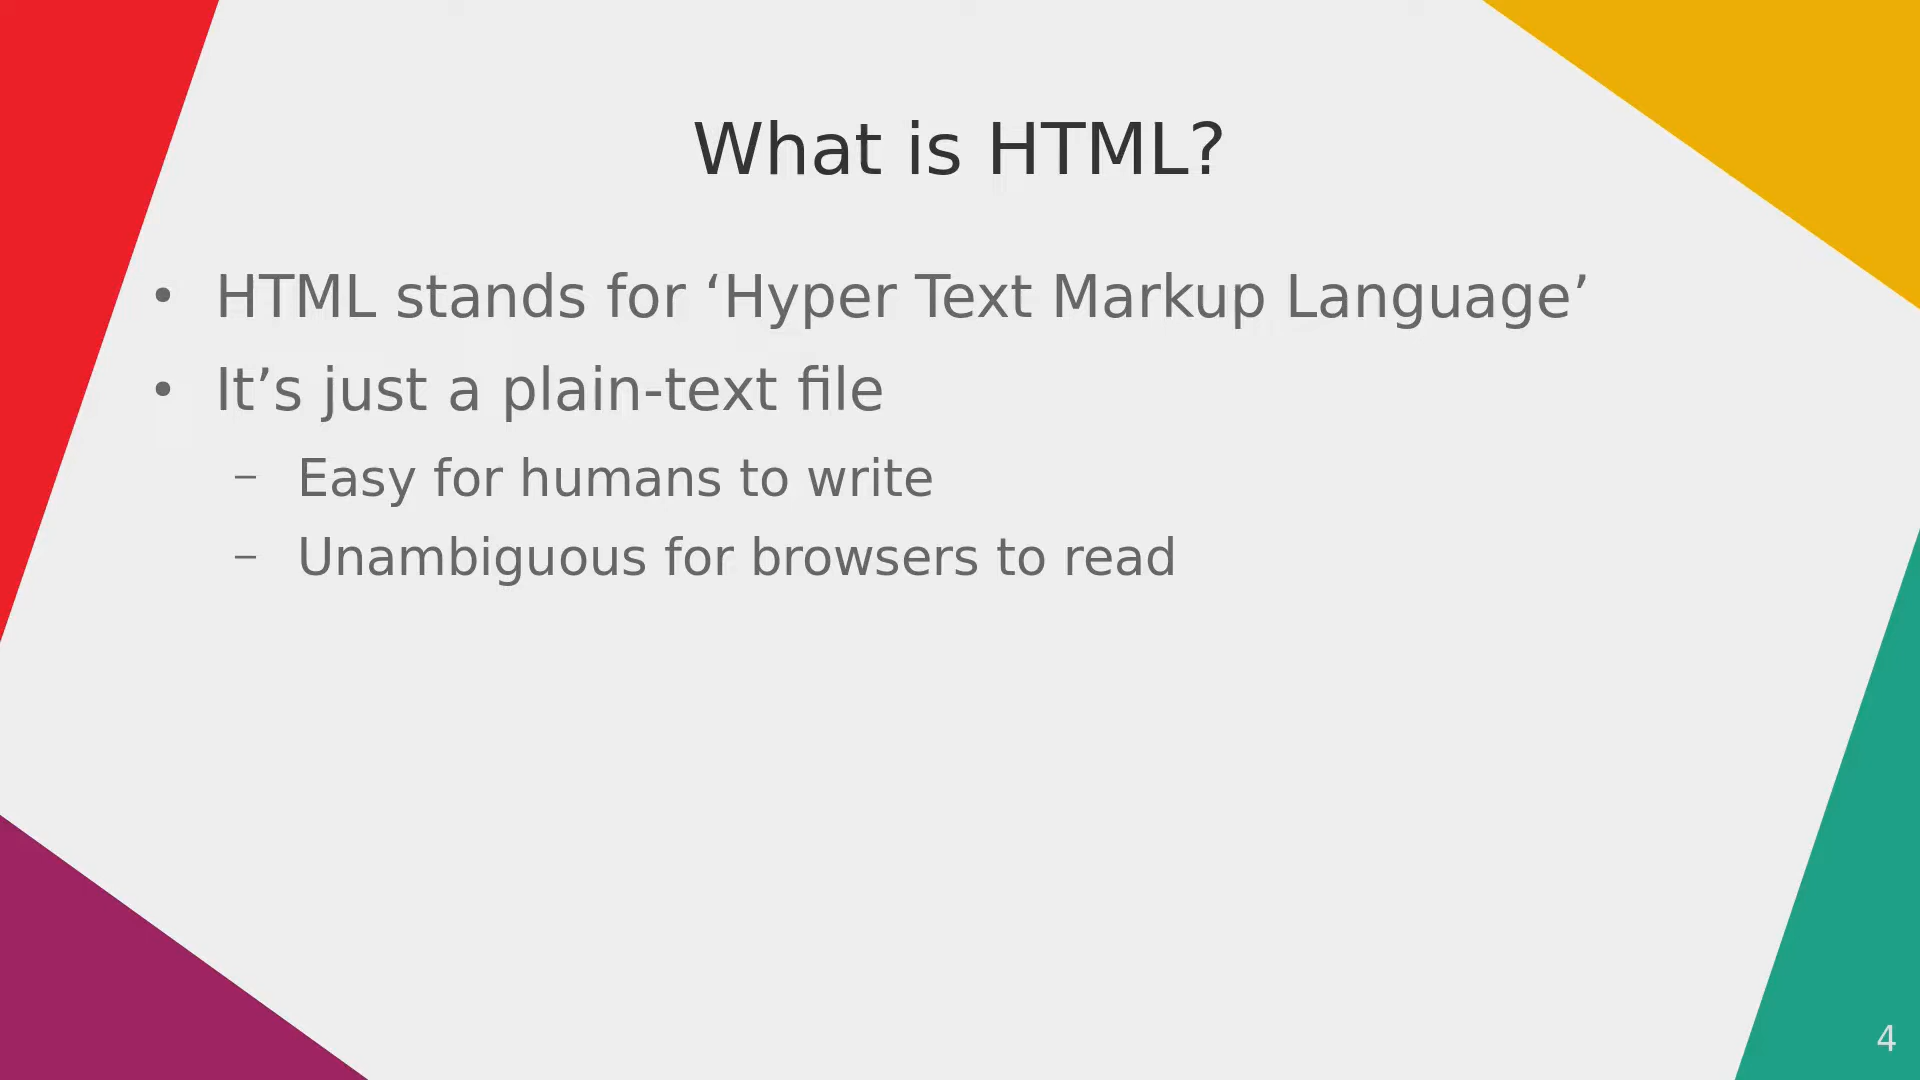 What is HTML?
• HTML stands for ‘Hyper Text Markup Language’
• It’s just a plain-text file
– Easy for humans to write
– Unambiguous for browsers to read
4